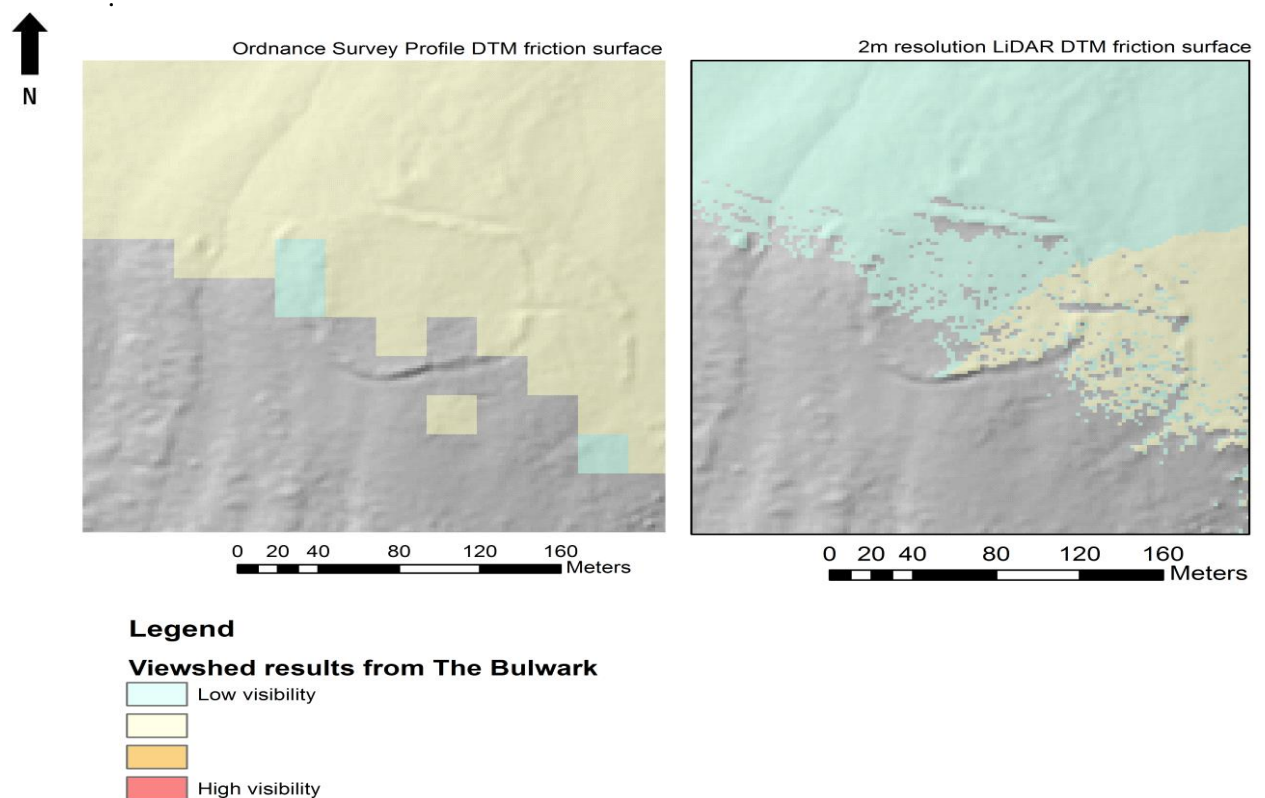 N
Ordnance Survey Profile DTM friction surface
2m resolution LiDAR DTM friction surface
0 20 40 80 120 160
Meters
0 20 40 80 120 160
Meters
Legend
Viewshed results from The Bulwark
Low visibility
High visibility